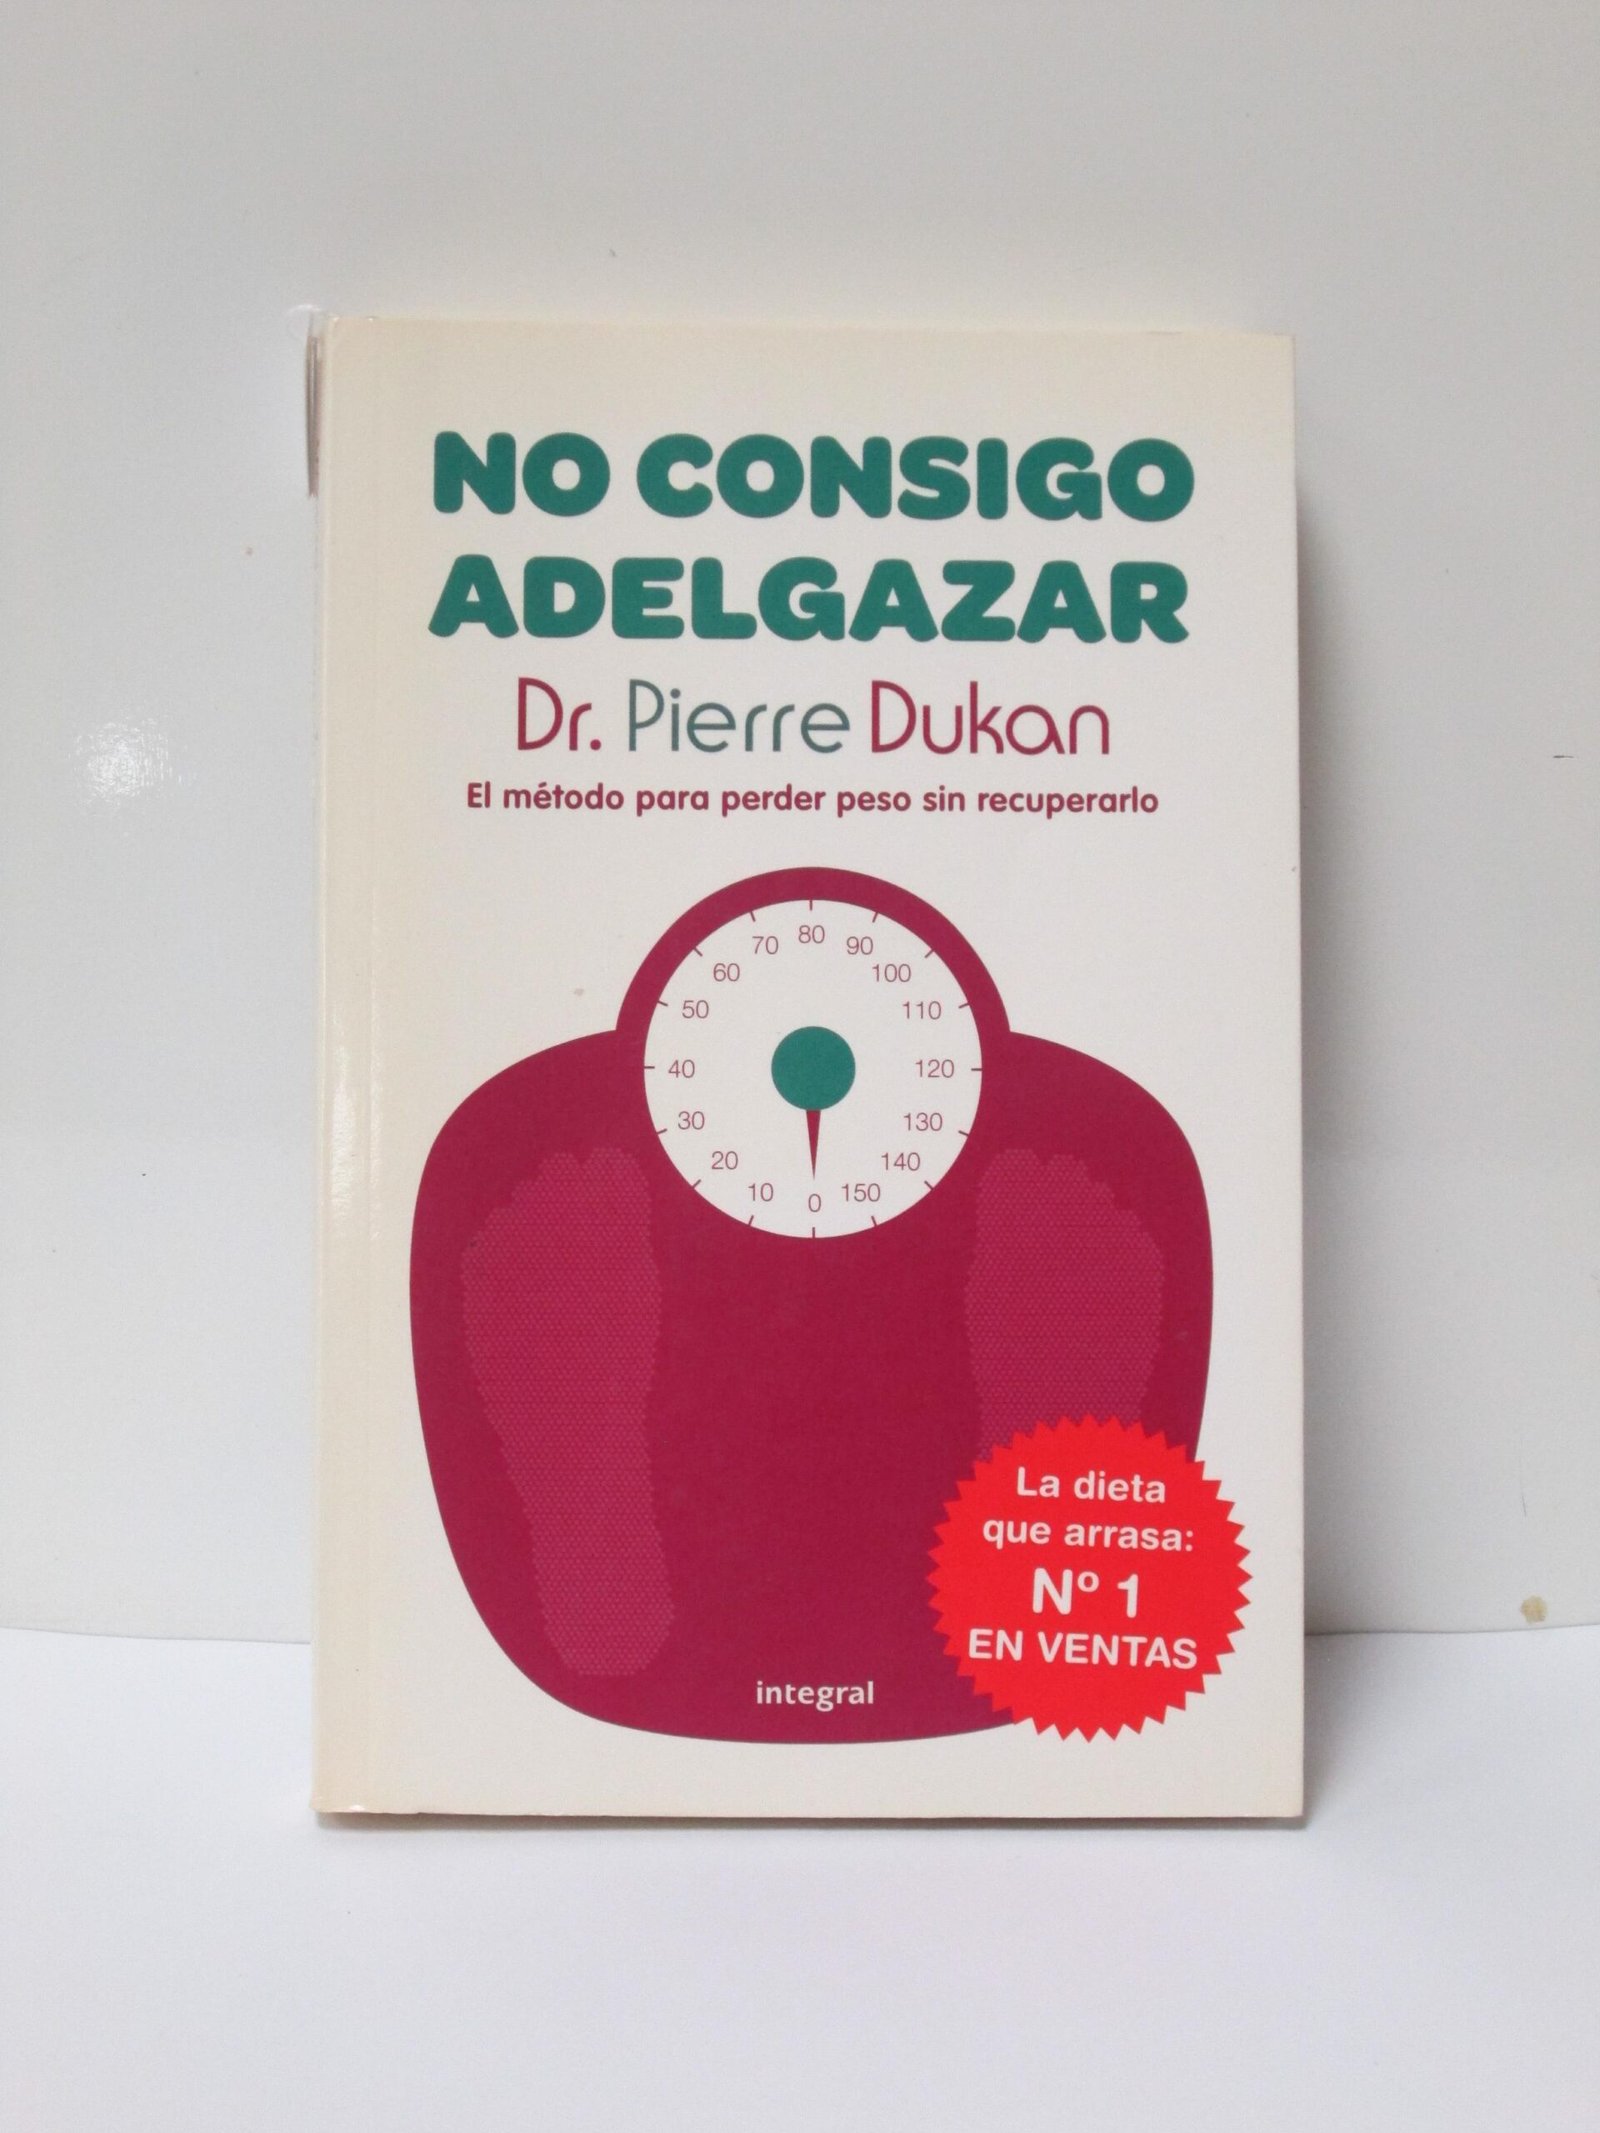 NO CONSIGO
ADELGAZAR
Dr. Pierre Dukan
El método para perder peso sin recuperarlo
80
70
90
60
100
50
110
40
120
30
130
20
140
10
0
150
La dieta
que arrasa:
Nº 1
EN VENTAS
integral